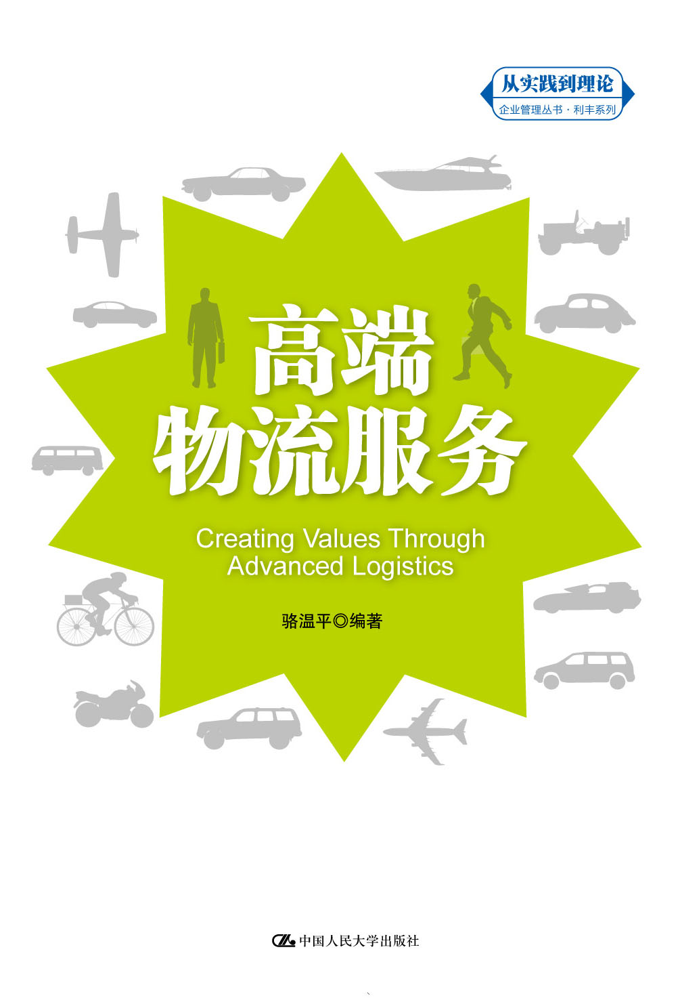 从实践到理论
企业管理丛书·利丰系列
高端
物流服务
Creating Values Through
Advanced Logistics
骆温平◎编著
中国人民大学出版社